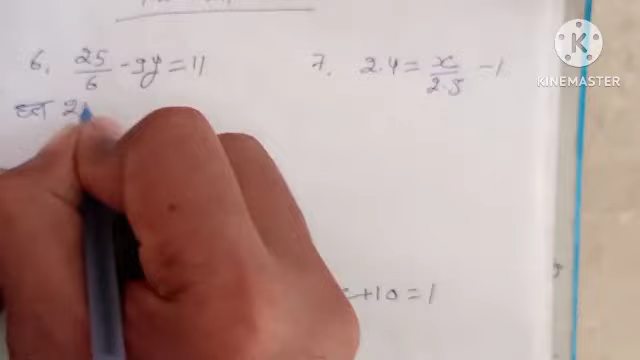 6. 25/6 - 9y = 11
7. 2.4 = x/2.5 - 1
हल 2
+10 = 1
KINEMASTER